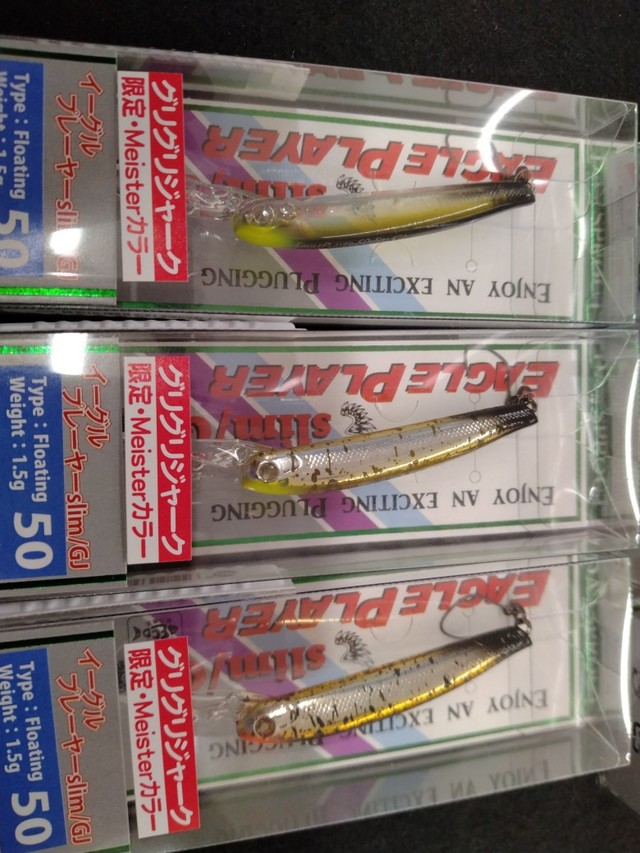 イーグル
プレーヤーslim/GJ
Type : Floating
Weight : 1.5g
50
グリグリジャーク
限定・Meisterカラー
EAGLE PLAYER
slim/
ENJOY AN EXCITING PLUGGING
イーグル
プレーヤーslim/GJ
Type : Floating
Weight : 1.5g
50
グリグリジャーク
限定・Meisterカラー
EAGLE PLAYER
slim/
ENJOY AN EXCITING PLUGGING
イーグル
プレーヤーslim/GJ
Type : Floating
Weight : 1.5g
50
グリグリジャーク
限定・Meisterカラー
EAGLE PLAYER
slim/
ENJOY AN EXCITING PLUGGING